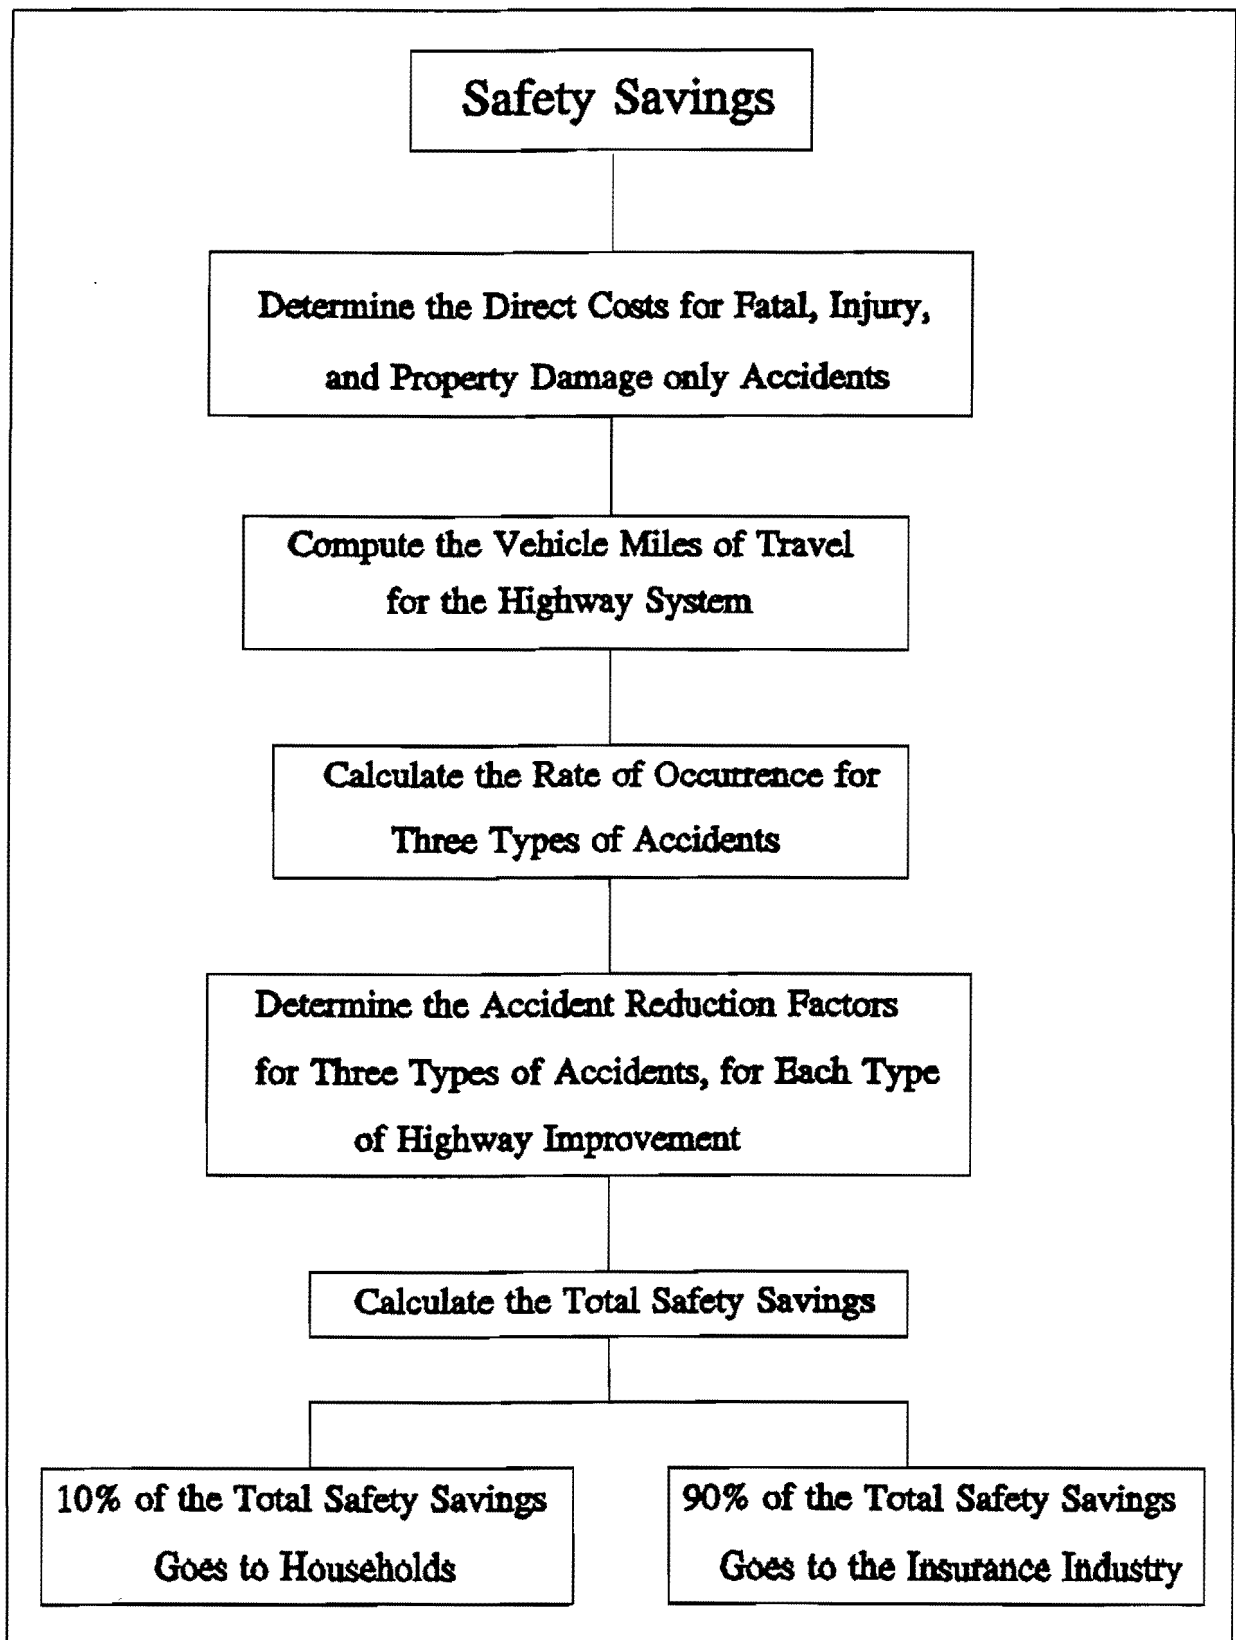 Safety Savings
Determine the Direct Costs for Fatal, Injury,
and Property Damage only Accidents
Compute the Vehicle Miles of Travel
for the Highway System
Calculate the Rate of Occurrence for
Three Types of Accidents
Determine the Accident Reduction Factors
for Three Types of Accidents, for Each Type
of Highway Improvement
Calculate the Total Safety Savings
10% of the Total Safety Savings
Goes to Households
90% of the Total Safety Savings
Goes to the Insurance Industry